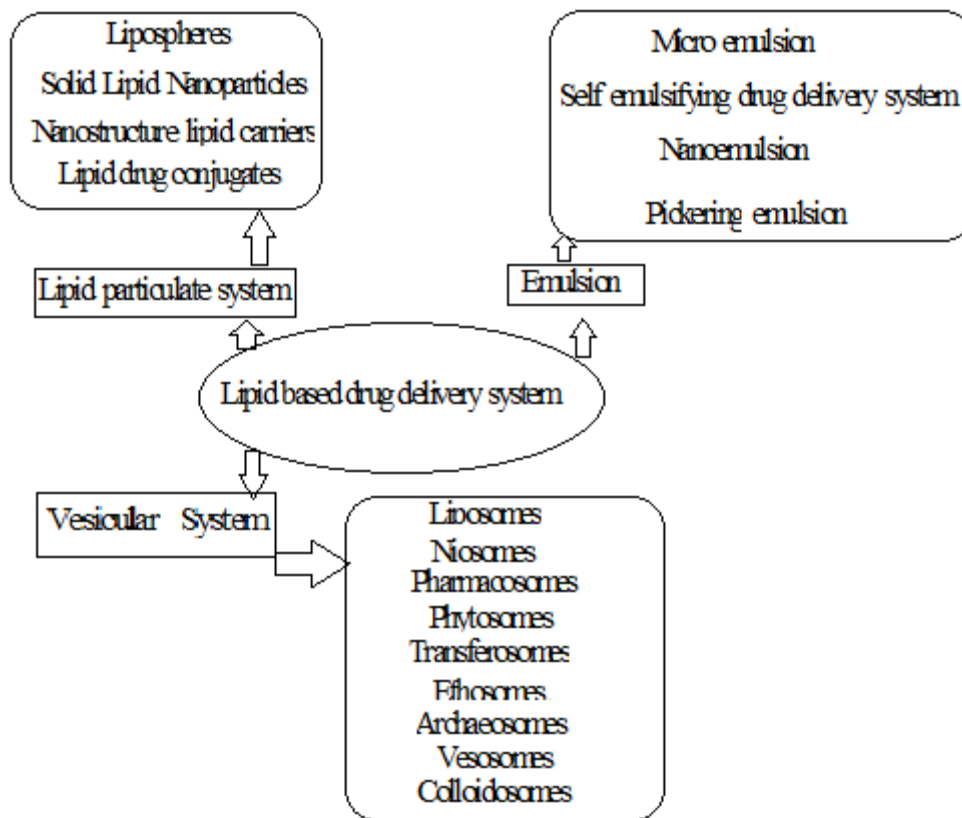 Lipospheres
Solid Lipid Nanoparticles
Nanostructure lipid carriers
Lipid drug conjugates
Micro emulsion
Self emulsifying drug delivery system
Nanoemulsion
Pickering emulsion
Lipid particulate system
Emulsion
Lipid based drug delivery system
Vesicular System
Liposomes
Niosomes
Pharmacosomes
Phytosomes
Transferosomes
Ethosomes
Archaeosomes
Vesosomes
Colloidosomes